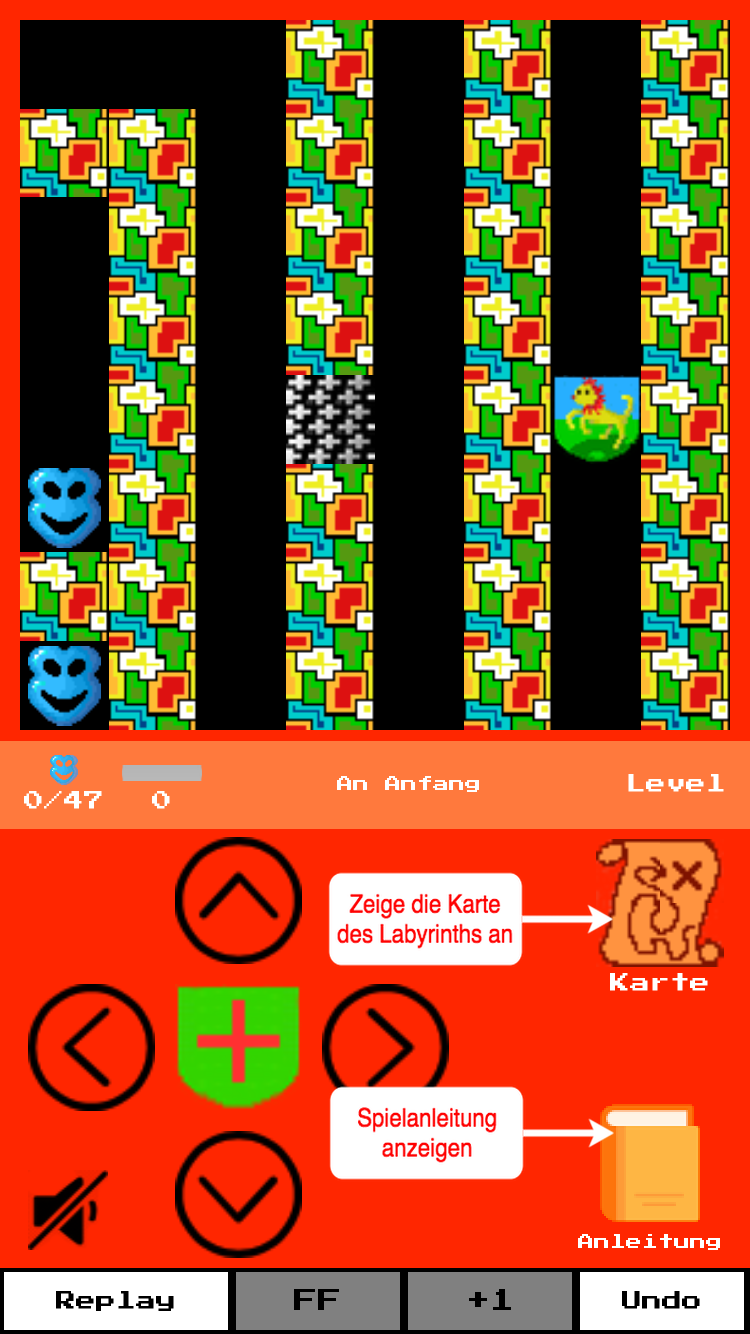 0/47
0
An Anfang
Level
Zeige die Karte
des Labyrinths an
Karte
Spielanleitung
anzeigen
Anleitung
Replay
FF
+1
Undo